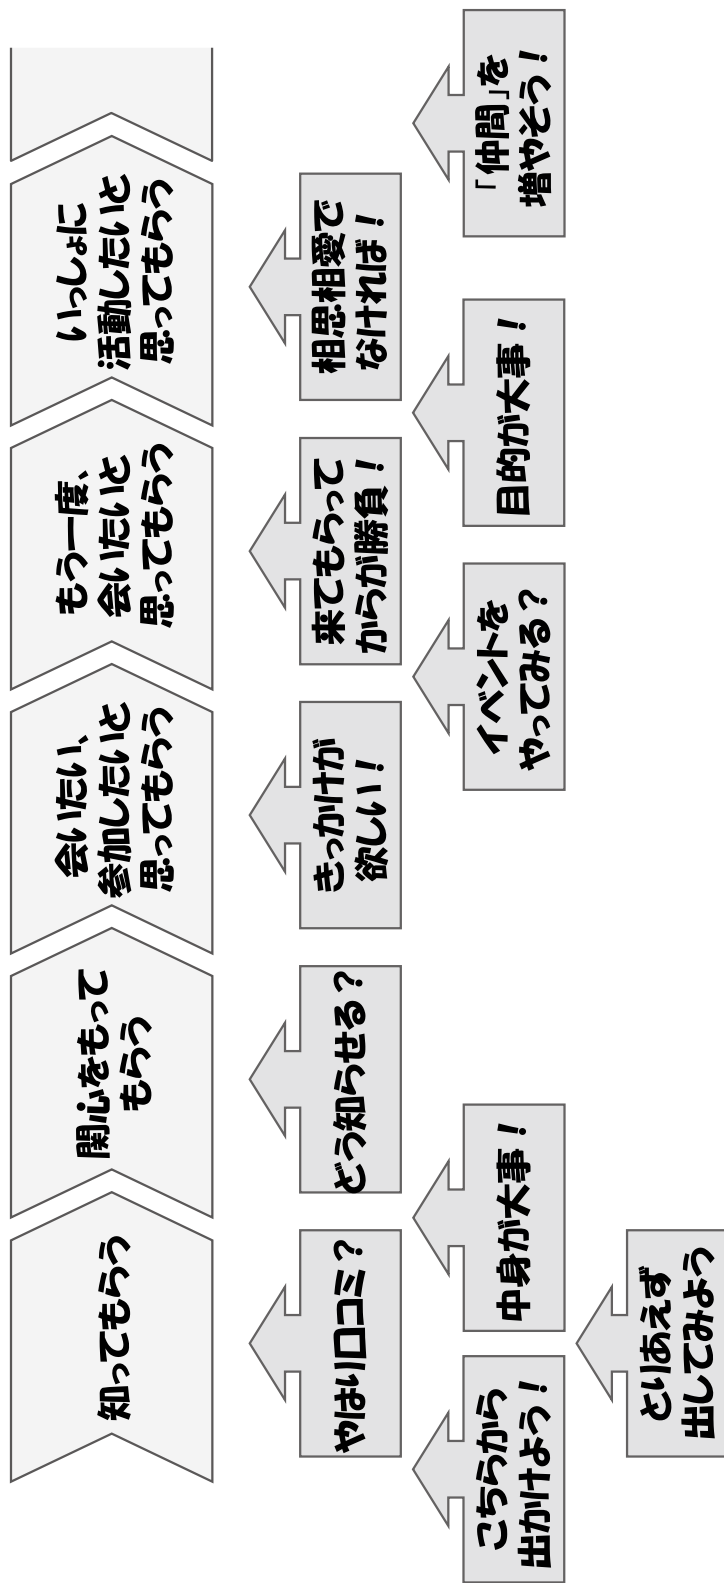 知ってもらう
関心をもって
もらう
会いたい、
参加したいと
思ってもらう
もう一度、
会いたいと
思ってもらう
いっしょに
活動したいと
思ってもらう
やはり口コミ？
どう知らせる？
きっかけが
欲しい！
来てもらって
からが勝負！
相思相愛で
なければ！
こちらから
出かけよう！
中身が大事！
イベントを
やってみる？
目的が大事！
「仲間」を
増やそう！
とりあえず
出してみよう